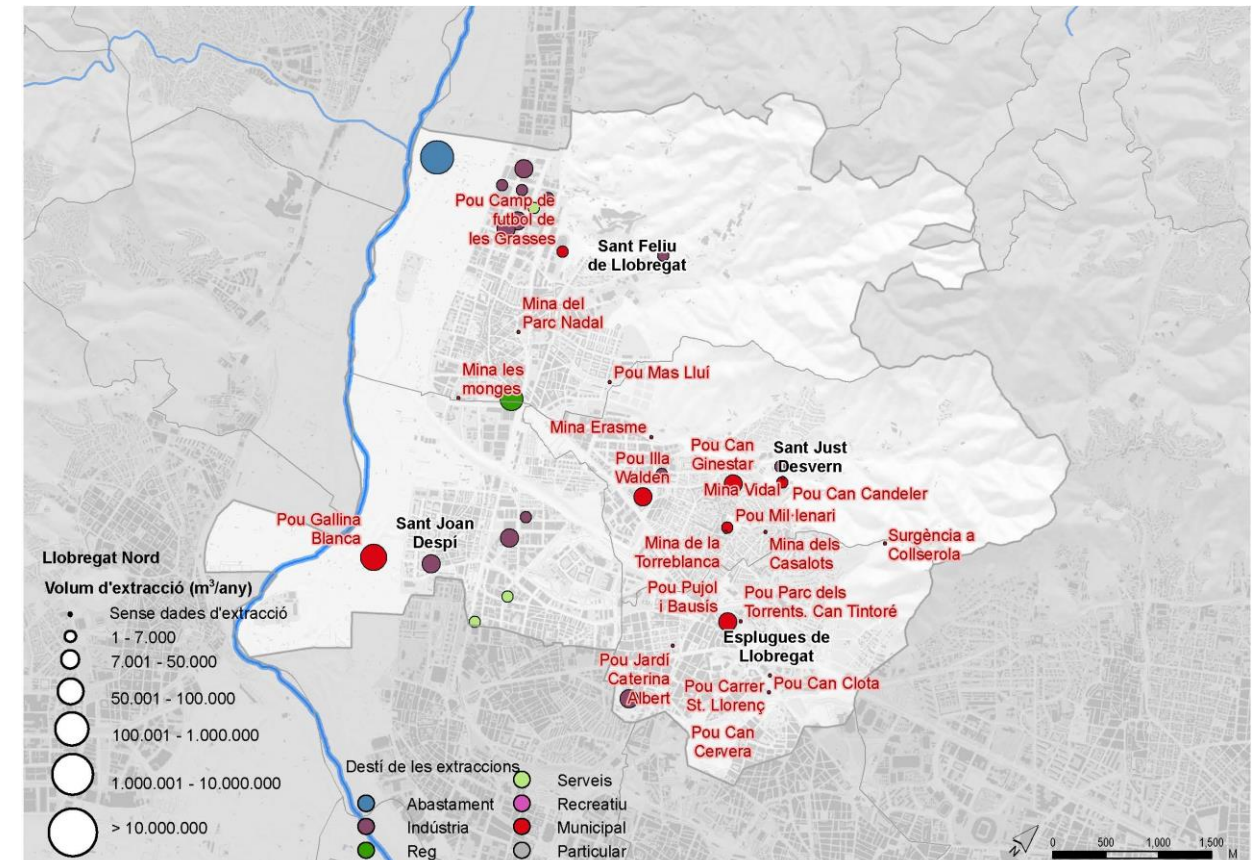 Pou Camp de
futbol de
les Grasses
Sant Feliu
de Llobregat
Mina del
Parc Nadal
Mina les
monges
Pou Mas Lluí
Mina Erasme
Pou Illa
Walden
Pou Can
Ginestar
Sant Just
Desvern
Mina Vidal
Pou Can Candeler
Pou Gallina
Blanca
Sant Joan
Despí
Pou Mil·lenari
Mina de la
Torreblanca
Mina dels
Casalots
Surgència a
Collserola
Pou Pujol
i Bausis
Pou Parc dels
Torrents. Can Tintoré
Esplugues de
Llobregat
Pou Jardí
Caterina
Albert
Pou Carrer
St. Llorenç
Pou Can Clota
Pou Can
Cervera
Llobregat Nord
Volum d'extracció (m³/any)
Sense dades d'extracció
1 - 7.000
7.001 - 50.000
50.001 - 100.000
100.001 - 1.000.000
1.000.001 - 10.000.000
> 10.000.000
Destí de les extraccions
Abastament
Indústria
Reg
Serveis
Recreatiu
Municipal
Particular
N
0 500 1,000 1,500
M